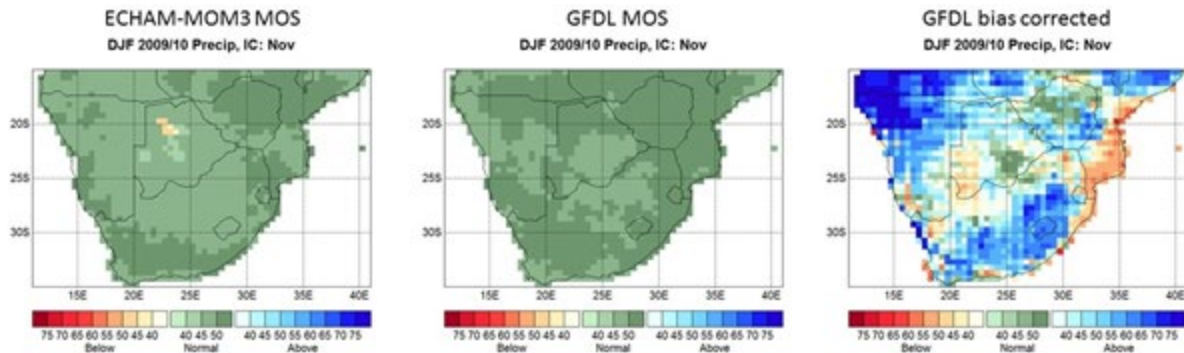 ECHAM-MOM3 MOS
DJF 2009/10 Precip, IC: Nov
20S
25S
30S
15E 20E 25E 30E 35E 40E
75 70 65 60 55 45 40 40 45 50 40 45 50 55 60 65 70 75
Below Normal Above
GFDL MOS
DJF 2009/10 Precip, IC: Nov
20S
25S
30S
15E 20E 25E 30E 35E 40E
75 70 65 60 55 45 40 40 45 50 40 45 50 55 60 65 70 75
Below Normal Above
GFDL bias corrected
DJF 2009/10 Precip, IC: Nov
20S
25S
30S
15E 20E 25E 30E 35E 40E
75 70 65 60 55 45 40 40 45 50 40 45 50 55 60 65 70 75
Below Normal Above